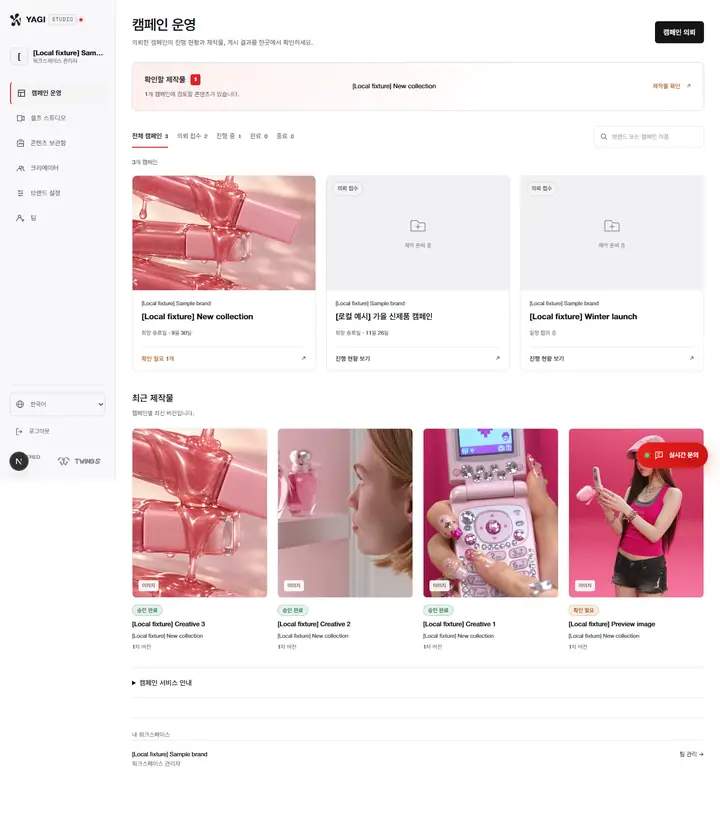 YAGI STUDIO
[
[Local fixture] Sam...
워크스페이스 관리자
캠페인 운영
셀프 스튜디오
콘텐츠 보관함
크리에이터
브랜드 설정
팀
한국어
로그아웃
N
TWINGS
캠페인 운영
의뢰한 캠페인의 진행 현황과 제작물, 게시 결과를 한곳에서 확인하세요.
캠페인 의뢰
확인할 제작물 1
1개 캠페인에 검토할 콘텐츠가 있습니다.
[Local fixture] New collection
제작물 확인 ↗
전체 캠페인 3 의뢰 접수 2 진행 중 1 완료 0 종료 0
브랜드 또는 캠페인 이름
3개 캠페인
[Local fixture] Sample brand
[Local fixture] New collection
희망 종료일 · 9월 30일
확인 필요 1개 ↗
의뢰 접수
제작 준비 중
[Local fixture] Sample brand
[로컬 예시] 가을 신제품 캠페인
희망 종료일 · 11월 26일
진행 현황 보기 ↗
의뢰 접수
제작 준비 중
[Local fixture] Sample brand
[Local fixture] Winter launch
일정 협의 중
진행 현황 보기 ↗
최근 제작물
캠페인별 최신 버전입니다.
실시간 문의
이미지
승인 완료
[Local fixture] Creative 3
[Local fixture] New collection
1차 버전
이미지
승인 완료
[Local fixture] Creative 2
[Local fixture] New collection
1차 버전
이미지
승인 완료
[Local fixture] Creative 1
[Local fixture] New collection
1차 버전
이미지
확인 필요
[Local fixture] Preview image
[Local fixture] New collection
1차 버전
▶ 캠페인 서비스 안내
내 워크스페이스
[Local fixture] Sample brand
워크스페이스 관리자
팀 관리 →